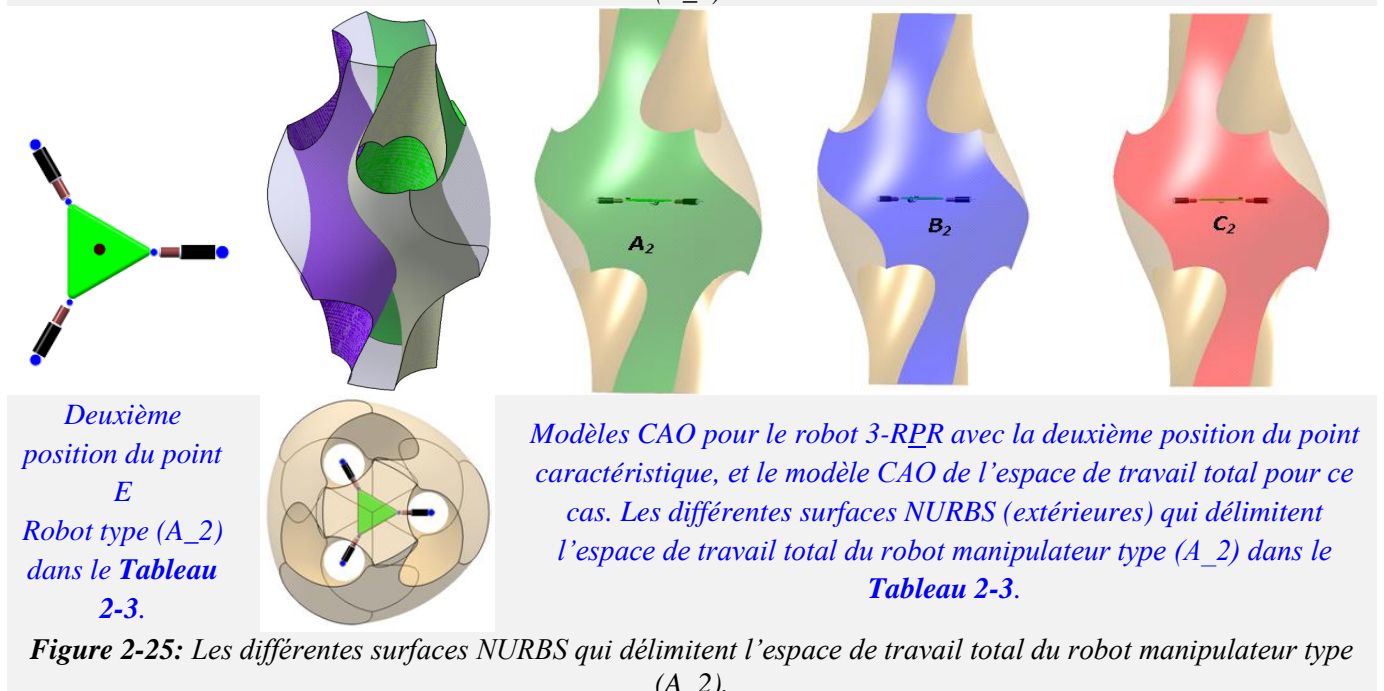 A₂
B₂
C₂
Deuxième
position du point
E
Robot type (A_2)
dans le Tableau
2-3.
Modèles CAO pour le robot 3-RPR avec la deuxième position du point
caractéristique, et le modèle CAO de l’espace de travail total pour ce
cas. Les différentes surfaces NURBS (extérieures) qui délimitent
l’espace de travail total du robot manipulateur type (A_2) dans le
Tableau 2-3.
Figure 2-25: Les différentes surfaces NURBS qui délimitent l’espace de travail total du robot manipulateur type
(A_2).